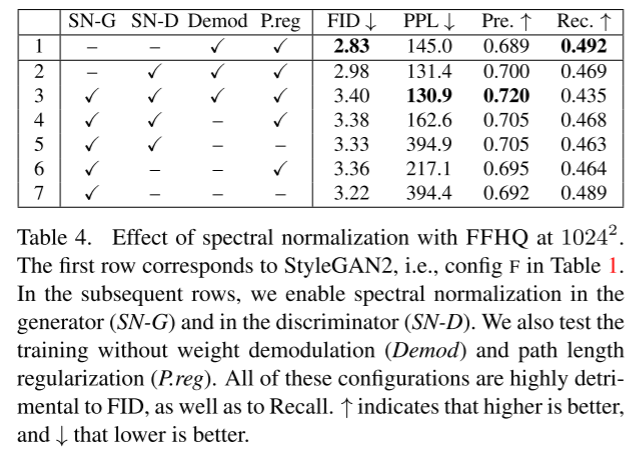 SN-G SN-D Demod P.reg FID ↓ PPL ↓ Pre. ↑ Rec. ↑
1 – – ✓ ✓ 2.83 145.0 0.689 0.492
2 – ✓ ✓ ✓ 2.98 131.4 0.700 0.469
3 ✓ ✓ ✓ ✓ 3.40 130.9 0.720 0.435
4 ✓ ✓ – ✓ 3.38 162.6 0.705 0.468
5 ✓ ✓ – – 3.33 394.9 0.705 0.463
6 ✓ – – ✓ 3.36 217.1 0.695 0.464
7 ✓ – – – 3.22 394.4 0.692 0.489
Table 4. Effect of spectral normalization with FFHQ at 1024².
The first row corresponds to StyleGAN2, i.e., config F in Table 1.
In the subsequent rows, we enable spectral normalization in the
generator (SN-G) and in the discriminator (SN-D). We also test the
training without weight demodulation (Demod) and path length
regularization (P.reg). All of these configurations are highly detri-
mental to FID, as well as to Recall. ↑ indicates that higher is better,
and ↓ that lower is better.